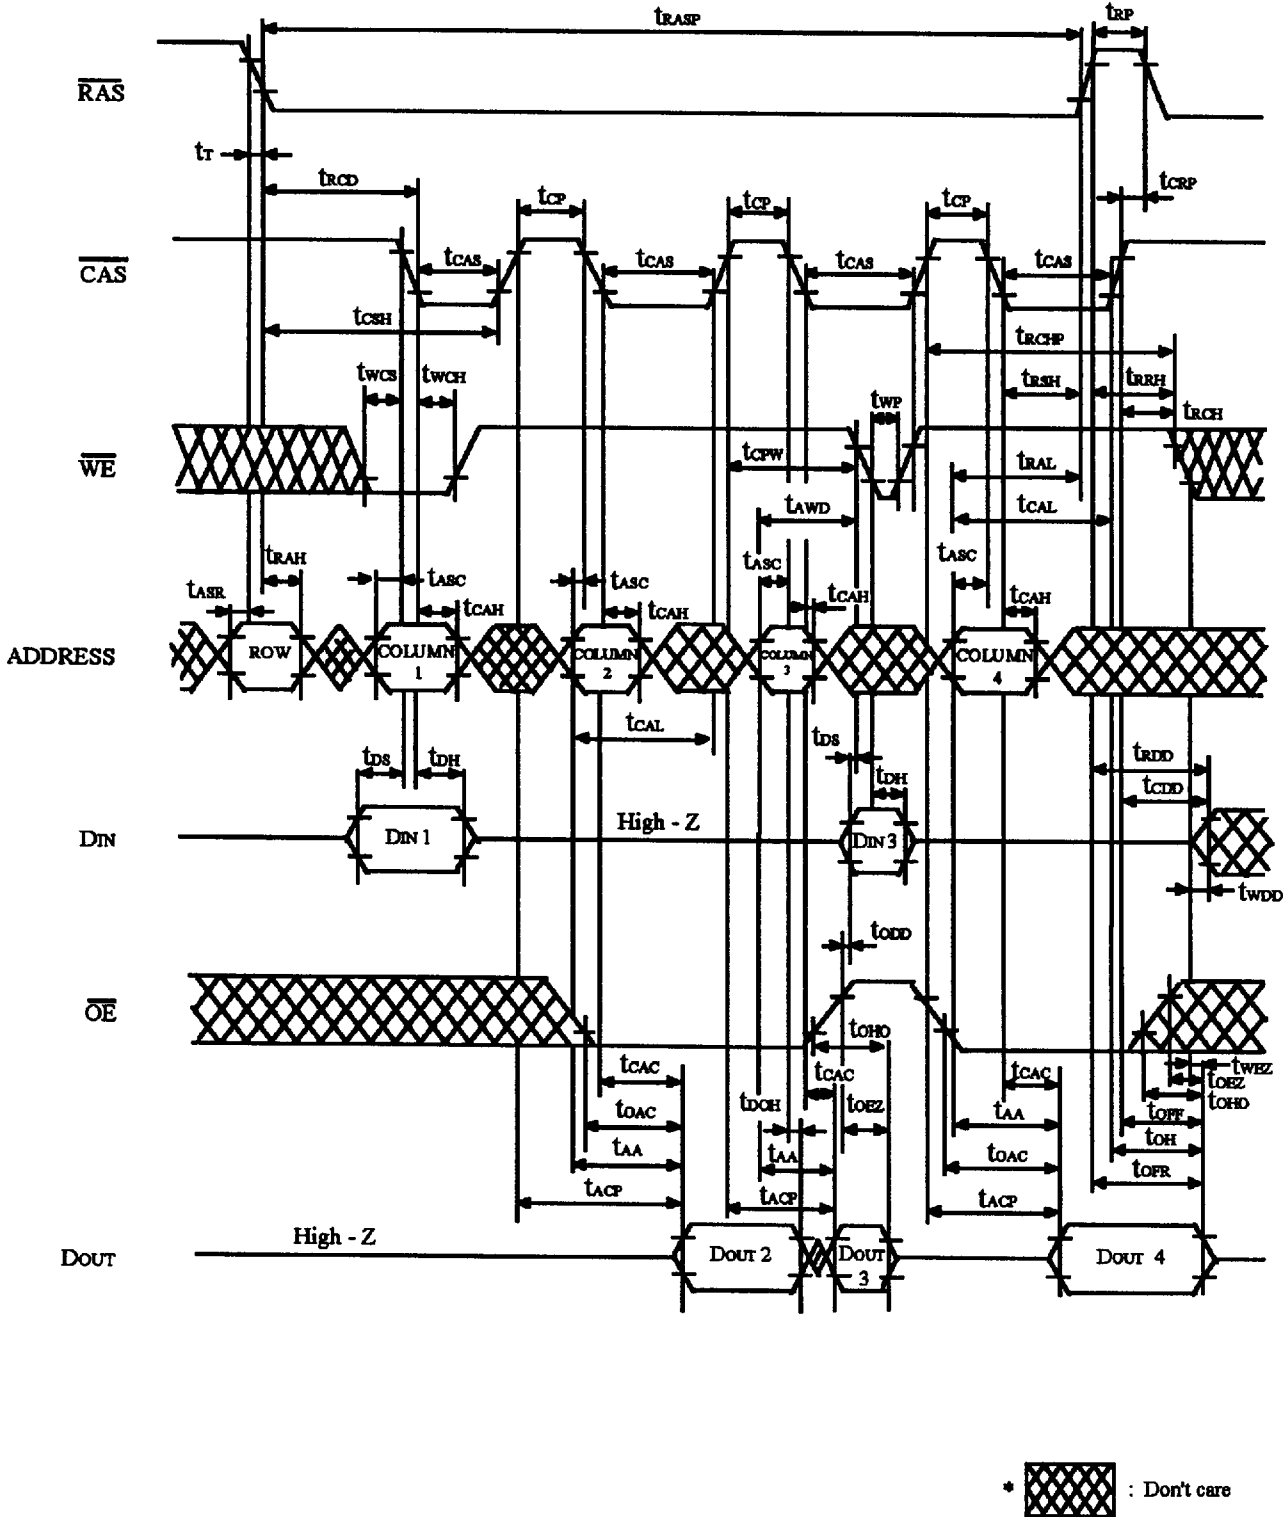 tRASP
tRP
RAS
tT
tRCD
tCP
tCP
tCP
tCRP
CAS
tCAS
tCAS
tCAS
tCAS
tCSH
tRCHP
tWCS
tWCH
tWP
tRSH
tRRH
tRCH
WE
tCPW
tRAL
tAWD
tCAL
tRAH
tASR
tASC
tCAH
tASC
tCAH
tASC
tCAH
tASC
tCAH
ADDRESS
ROW
COLUMN 1
COLUMN 2
COLUMN 3
COLUMN 4
tCAL
tDS
tDH
tDS
tDH
tRDD
tCDD
DIN
DIN 1
High - Z
DIN 3
tWDD
tODD
OE
tOHO
tCAC
tCAC
tCAC
tWEZ
tOEZ
tOHO
tOAC
tDOH
tOEZ
tAA
tOFF
tAA
tAA
tOAC
tOH
tACP
tACP
tACP
tOFR
High - Z
DOUT
DOUT 2
DOUT 3
DOUT 4
* : Don't care